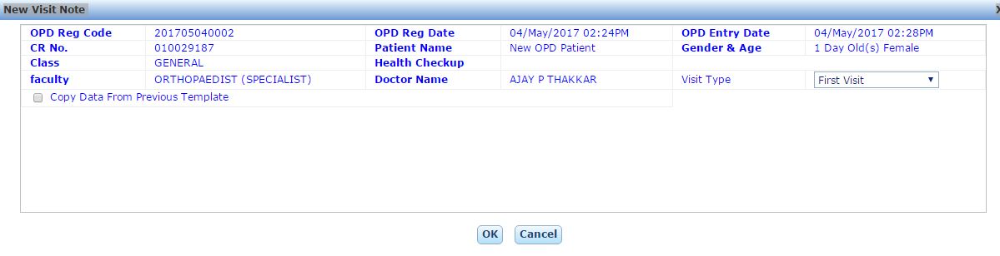 New Visit Note X
OPD Reg Code 201705040002 OPD Reg Date 04/May/2017 02:24PM OPD Entry Date 04/May/2017 02:28PM
CR No. 010029187 Patient Name New OPD Patient Gender & Age 1 Day Old(s) Female
Class GENERAL Health Checkup
faculty ORTHOPAEDIST (SPECIALIST) Doctor Name AJAY P THAKKAR Visit Type First Visit
Copy Data From Previous Template
OK Cancel